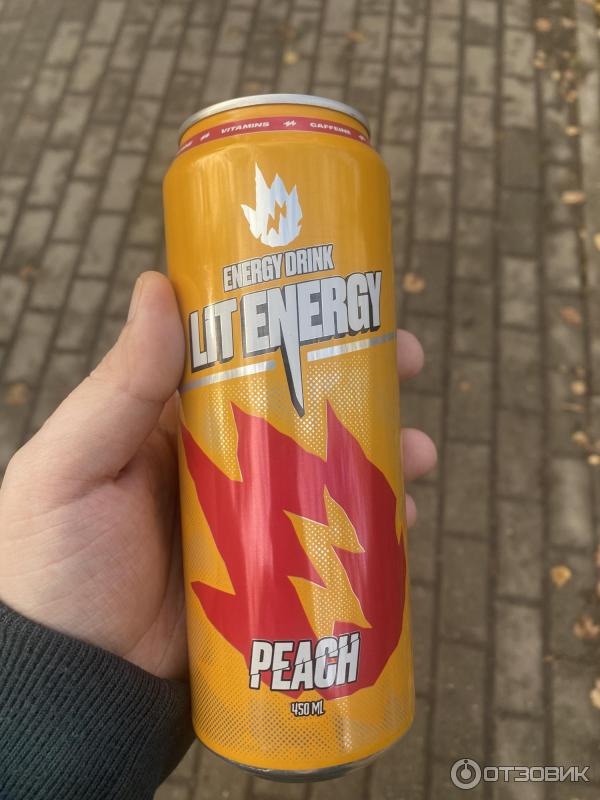 VITAMINS CAFFEINE
ENERGY DRINK
LIT ENERGY
PEACH
450 ML
ОТЗОВИК